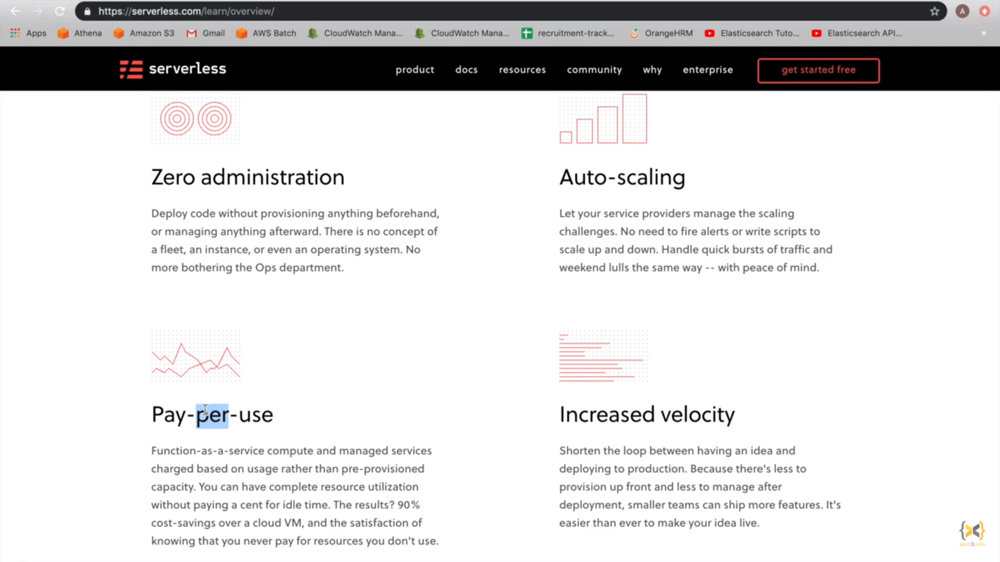 https://serverless.com/learn/overview/
A
Apps
Athena
Amazon S3
Gmail
AWS Batch
CloudWatch Mana...
CloudWatch Mana...
recruitment-track...
OrangeHRM
Elasticsearch Tuto...
Elasticsearch API...
»
serverless
product
docs
resources
community
why
enterprise
get started free
Zero administration
Deploy code without provisioning anything beforehand,
or managing anything afterward. There is no concept of
a fleet, an instance, or even an operating system. No
more bothering the Ops department.
Auto-scaling
Let your service providers manage the scaling
challenges. No need to fire alerts or write scripts to
scale up and down. Handle quick bursts of traffic and
weekend lulls the same way -- with peace of mind.
Pay-per-use
Function-as-a-service compute and managed services
charged based on usage rather than pre-provisioned
capacity. You can have complete resource utilization
without paying a cent for idle time. The results? 90%
cost-savings over a cloud VM, and the satisfaction of
knowing that you never pay for resources you don't use.
Increased velocity
Shorten the loop between having an idea and
deploying to production. Because there's less to
provision up front and less to manage after
deployment, smaller teams can ship more features. It's
easier than ever to make your idea live.
{X}
amitXcode